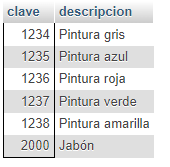 clave descripcion
1234 Pintura gris
1235 Pintura azul
1236 Pintura roja
1237 Pintura verde
1238 Pintura amarilla
2000 Jabón